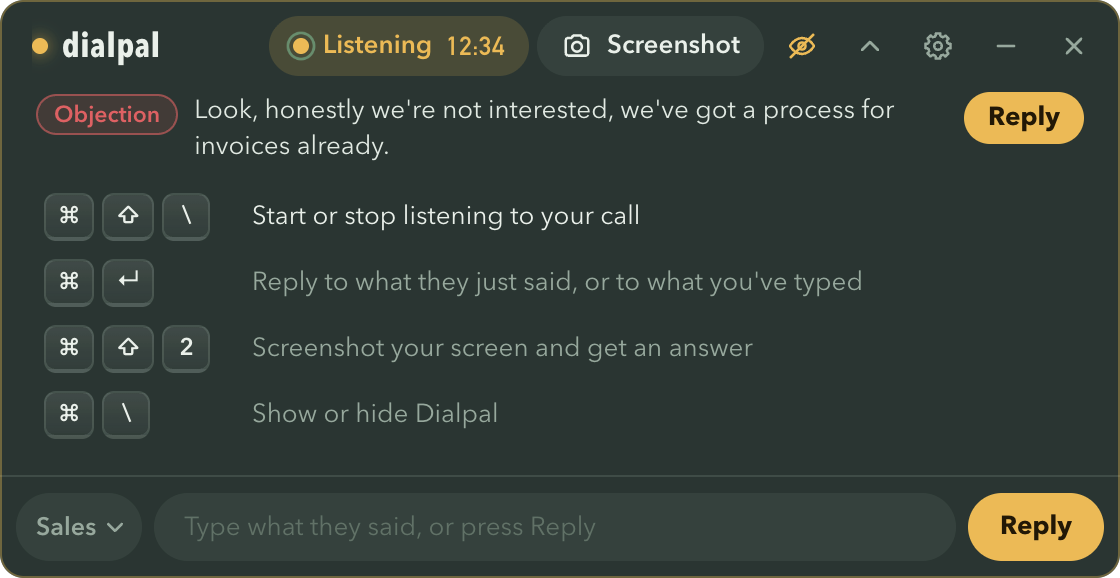 dialpal
Listening 12:34
Screenshot
Objection
Look, honestly we're not interested, we've got a process for
invoices already.
Reply
⌘ ⇧ \ Start or stop listening to your call
⌘ ↵ Reply to what they just said, or to what you've typed
⌘ ⇧ 2 Screenshot your screen and get an answer
⌘ \ Show or hide Dialpal
Sales
Type what they said, or press Reply
Reply